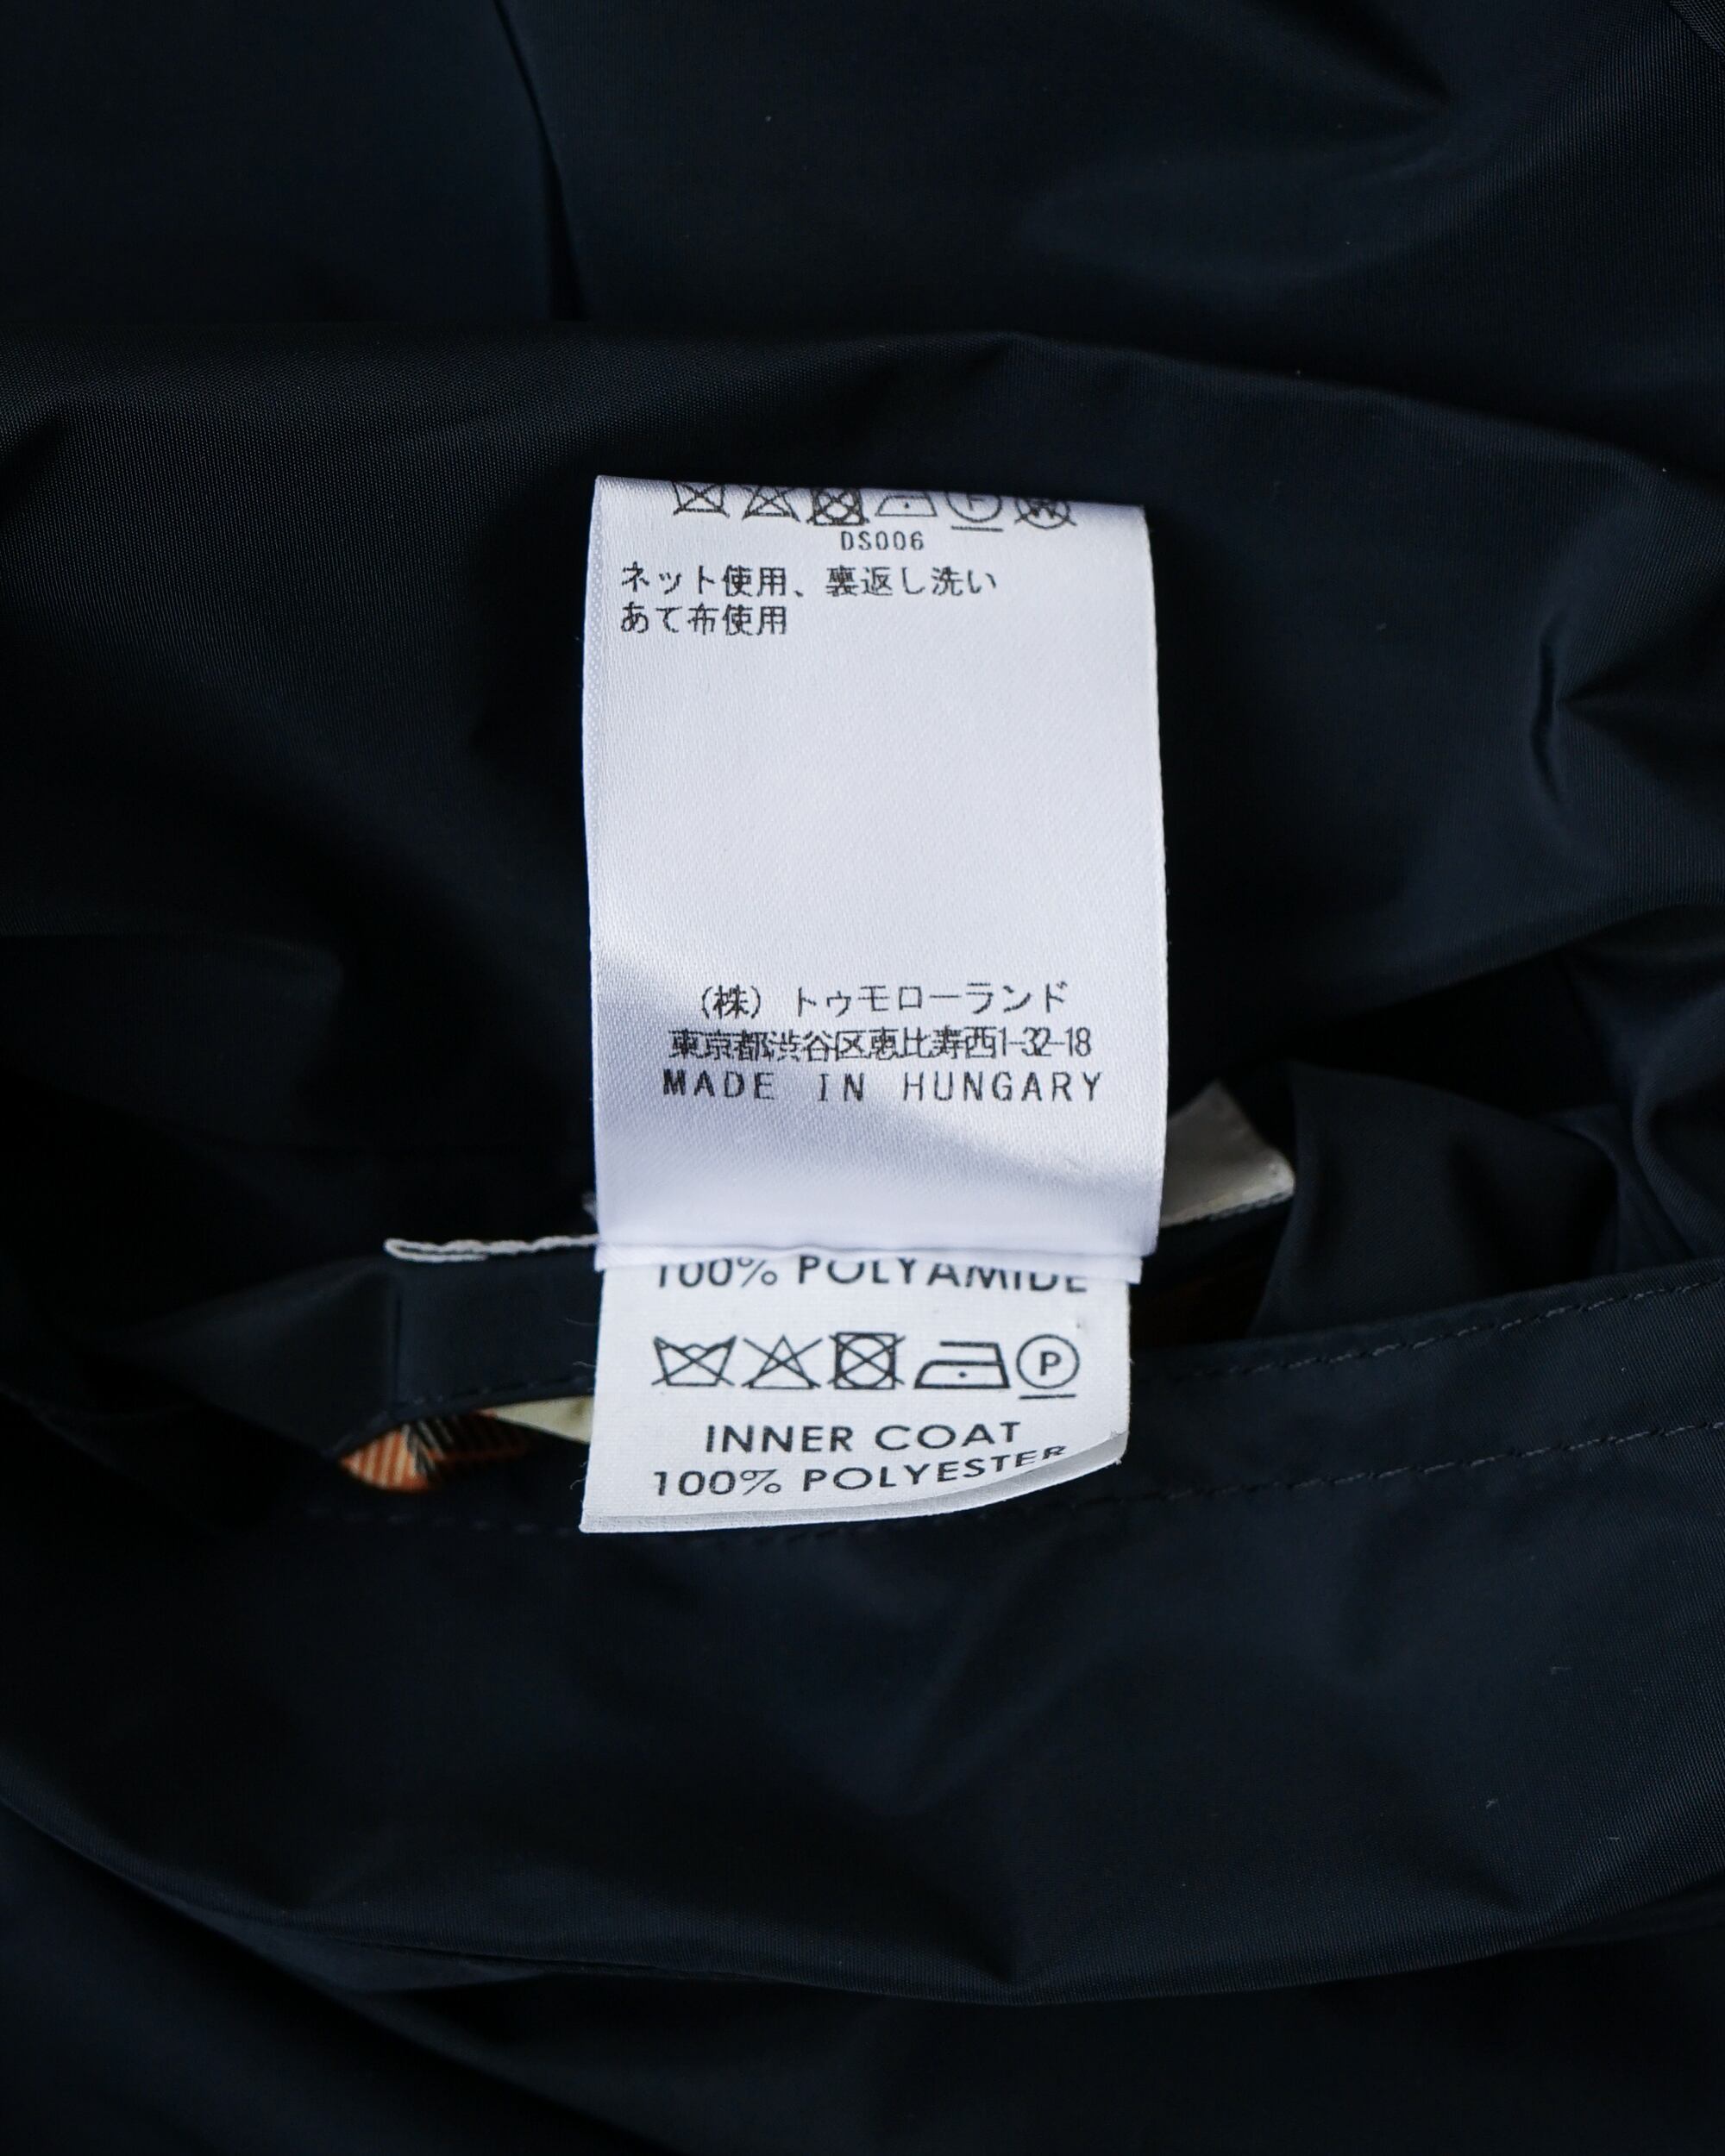 DS006
ネット使用、裏返し洗い
あて布使用
(株) トゥモローランド
東京都渋谷区恵比寿西1-32-18
MADE IN HUNGARY
100% POLYAMIDE
P
INNER COAT
100% POLYESTER